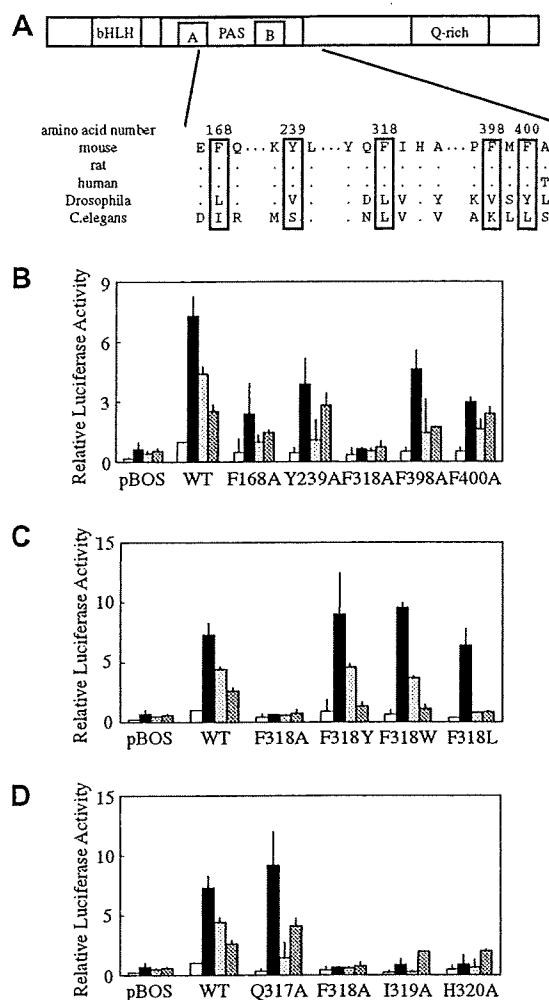 A
bHLH A PAS B Q-rich
amino acid number 168 239 318 398 400
mouse E F Q ... K Y L ... Y Q F I H A ... P F M F A
rat . . . . . . . . . . . . . . . . .
human . . . . . . . . . . . . . . . . T
Drosophila . L . . V . . D L V . Y K V S Y L
C.elegans D I R M S . . N L V . V A K L L S
B
Relative Luciferase Activity
9
6
3
0
pBOS WT F168A Y239A F318A F398A F400A
C
Relative Luciferase Activity
15
10
5
0
pBOS WT F318A F318Y F318W F318L
D
Relative Luciferase Activity
15
10
5
0
pBOS WT Q317A F318A I319A H320A